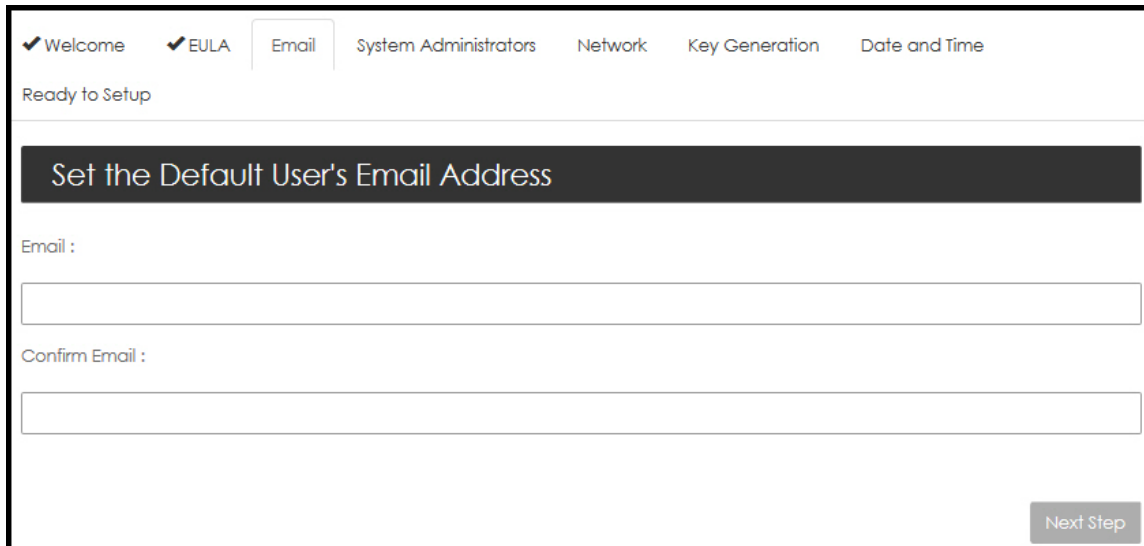 ✔ Welcome ✔ EULA Email System Administrators Network Key Generation Date and Time
Ready to Setup
Set the Default User's Email Address
Email :
Confirm Email :
Next Step